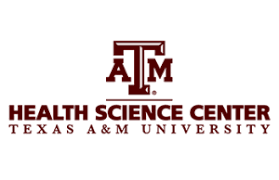 ATM®
HEALTH SCIENCE CENTER
TEXAS A&M UNIVERSITY